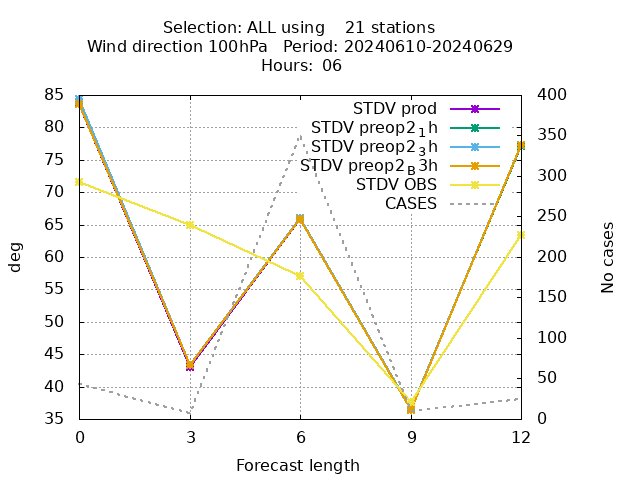 Selection: ALL using    21 stations
Wind direction 100hPa   Period: 20240610-20240629
Hours: 06
85
80
75
70
65
60
55
50
45
40
35
400
350
300
250
200
150
100
50
0
STDV prod
STDV preop2₁h
STDV preop2₃h
STDV preop2_B3h
STDV OBS
CASES
deg
No cases
0 3 6 9 12
Forecast length